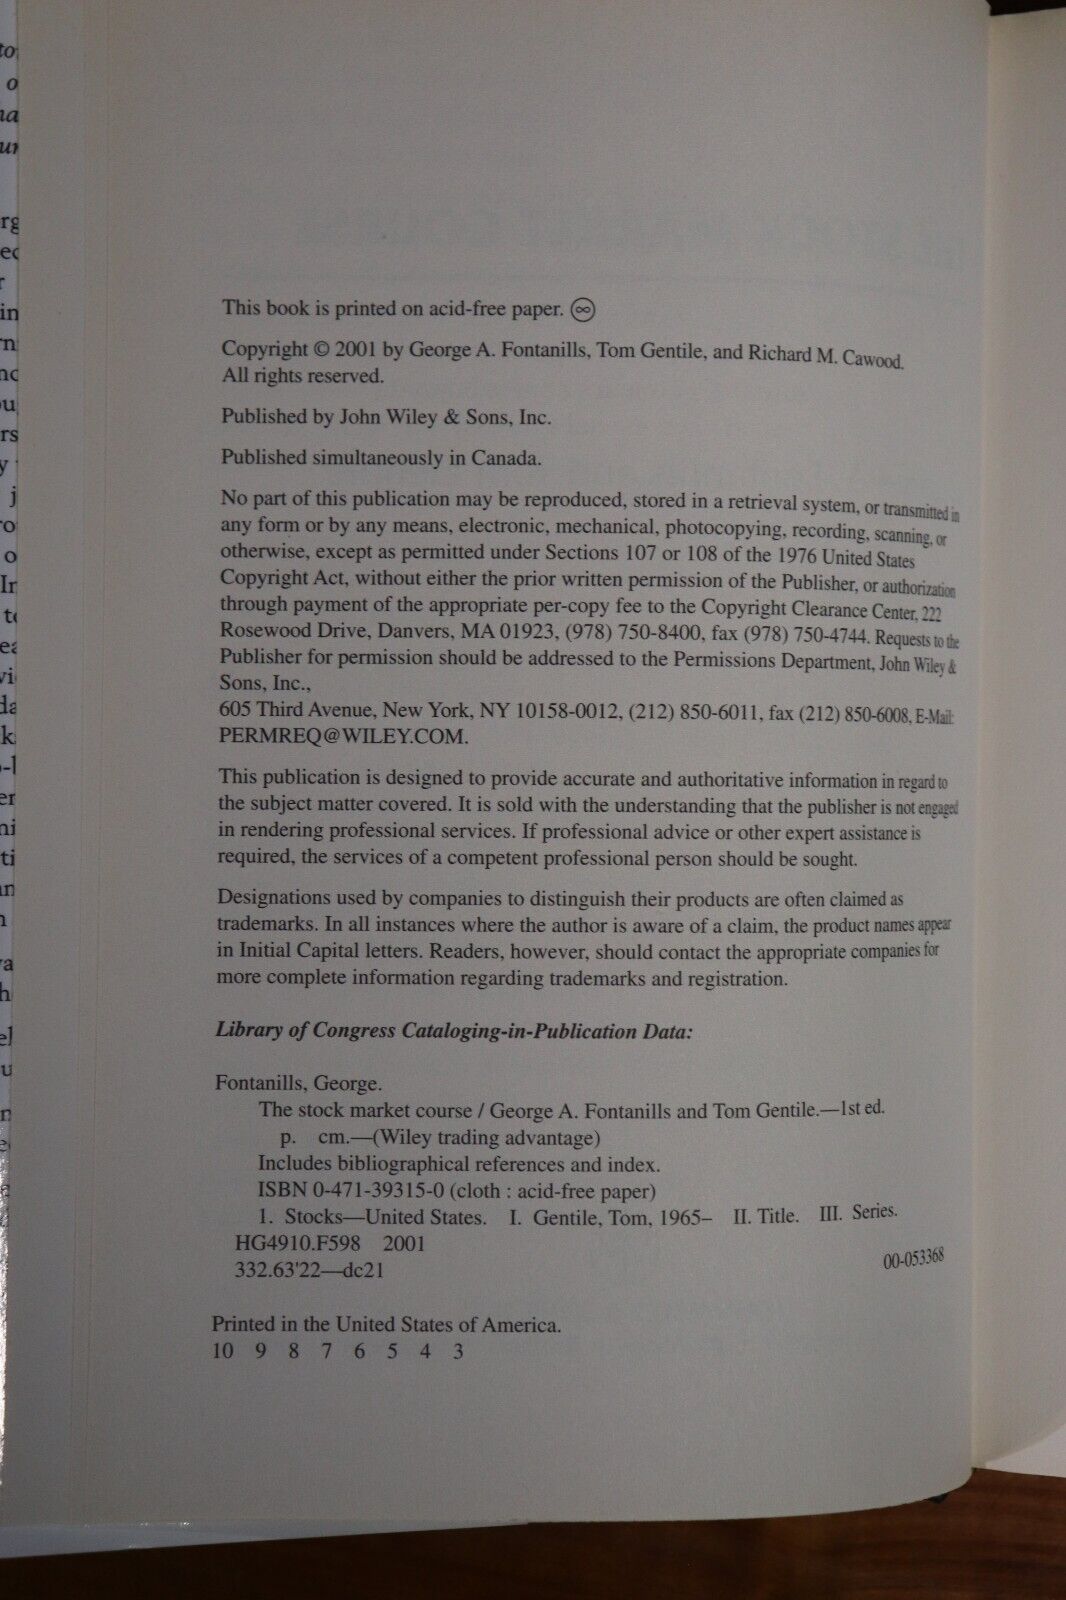 This book is printed on acid-free paper. ♾
Copyright © 2001 by George A. Fontanills, Tom Gentile, and Richard M. Cawood.
All rights reserved.
Published by John Wiley & Sons, Inc.
Published simultaneously in Canada.
No part of this publication may be reproduced, stored in a retrieval system, or transmitted in
any form or by any means, electronic, mechanical, photocopying, recording, scanning, or
otherwise, except as permitted under Sections 107 or 108 of the 1976 United States
Copyright Act, without either the prior written permission of the Publisher, or authorization
through payment of the appropriate per-copy fee to the Copyright Clearance Center, 222
Rosewood Drive, Danvers, MA 01923, (978) 750-8400, fax (978) 750-4744. Requests to the
Publisher for permission should be addressed to the Permissions Department, John Wiley &
Sons, Inc.,
605 Third Avenue, New York, NY 10158-0012, (212) 850-6011, fax (212) 850-6008, E-Mail:
PERMREQ@WILEY.COM.
This publication is designed to provide accurate and authoritative information in regard to
the subject matter covered. It is sold with the understanding that the publisher is not engaged
in rendering professional services. If professional advice or other expert assistance is
required, the services of a competent professional person should be sought.
Designations used by companies to distinguish their products are often claimed as
trademarks. In all instances where the author is aware of a claim, the product names appear
in Initial Capital letters. Readers, however, should contact the appropriate companies for
more complete information regarding trademarks and registration.
Library of Congress Cataloging-in-Publication Data:
Fontanills, George.
The stock market course / George A. Fontanills and Tom Gentile.—1st ed.
p. cm.—(Wiley trading advantage)
Includes bibliographical references and index.
ISBN 0-471-39315-0 (cloth : acid-free paper)
1. Stocks—United States. I. Gentile, Tom, 1965– II. Title. III. Series.
HG4910.F598 2001
332.63'22—dc21
00-053368
Printed in the United States of America.
10 9 8 7 6 5 4 3